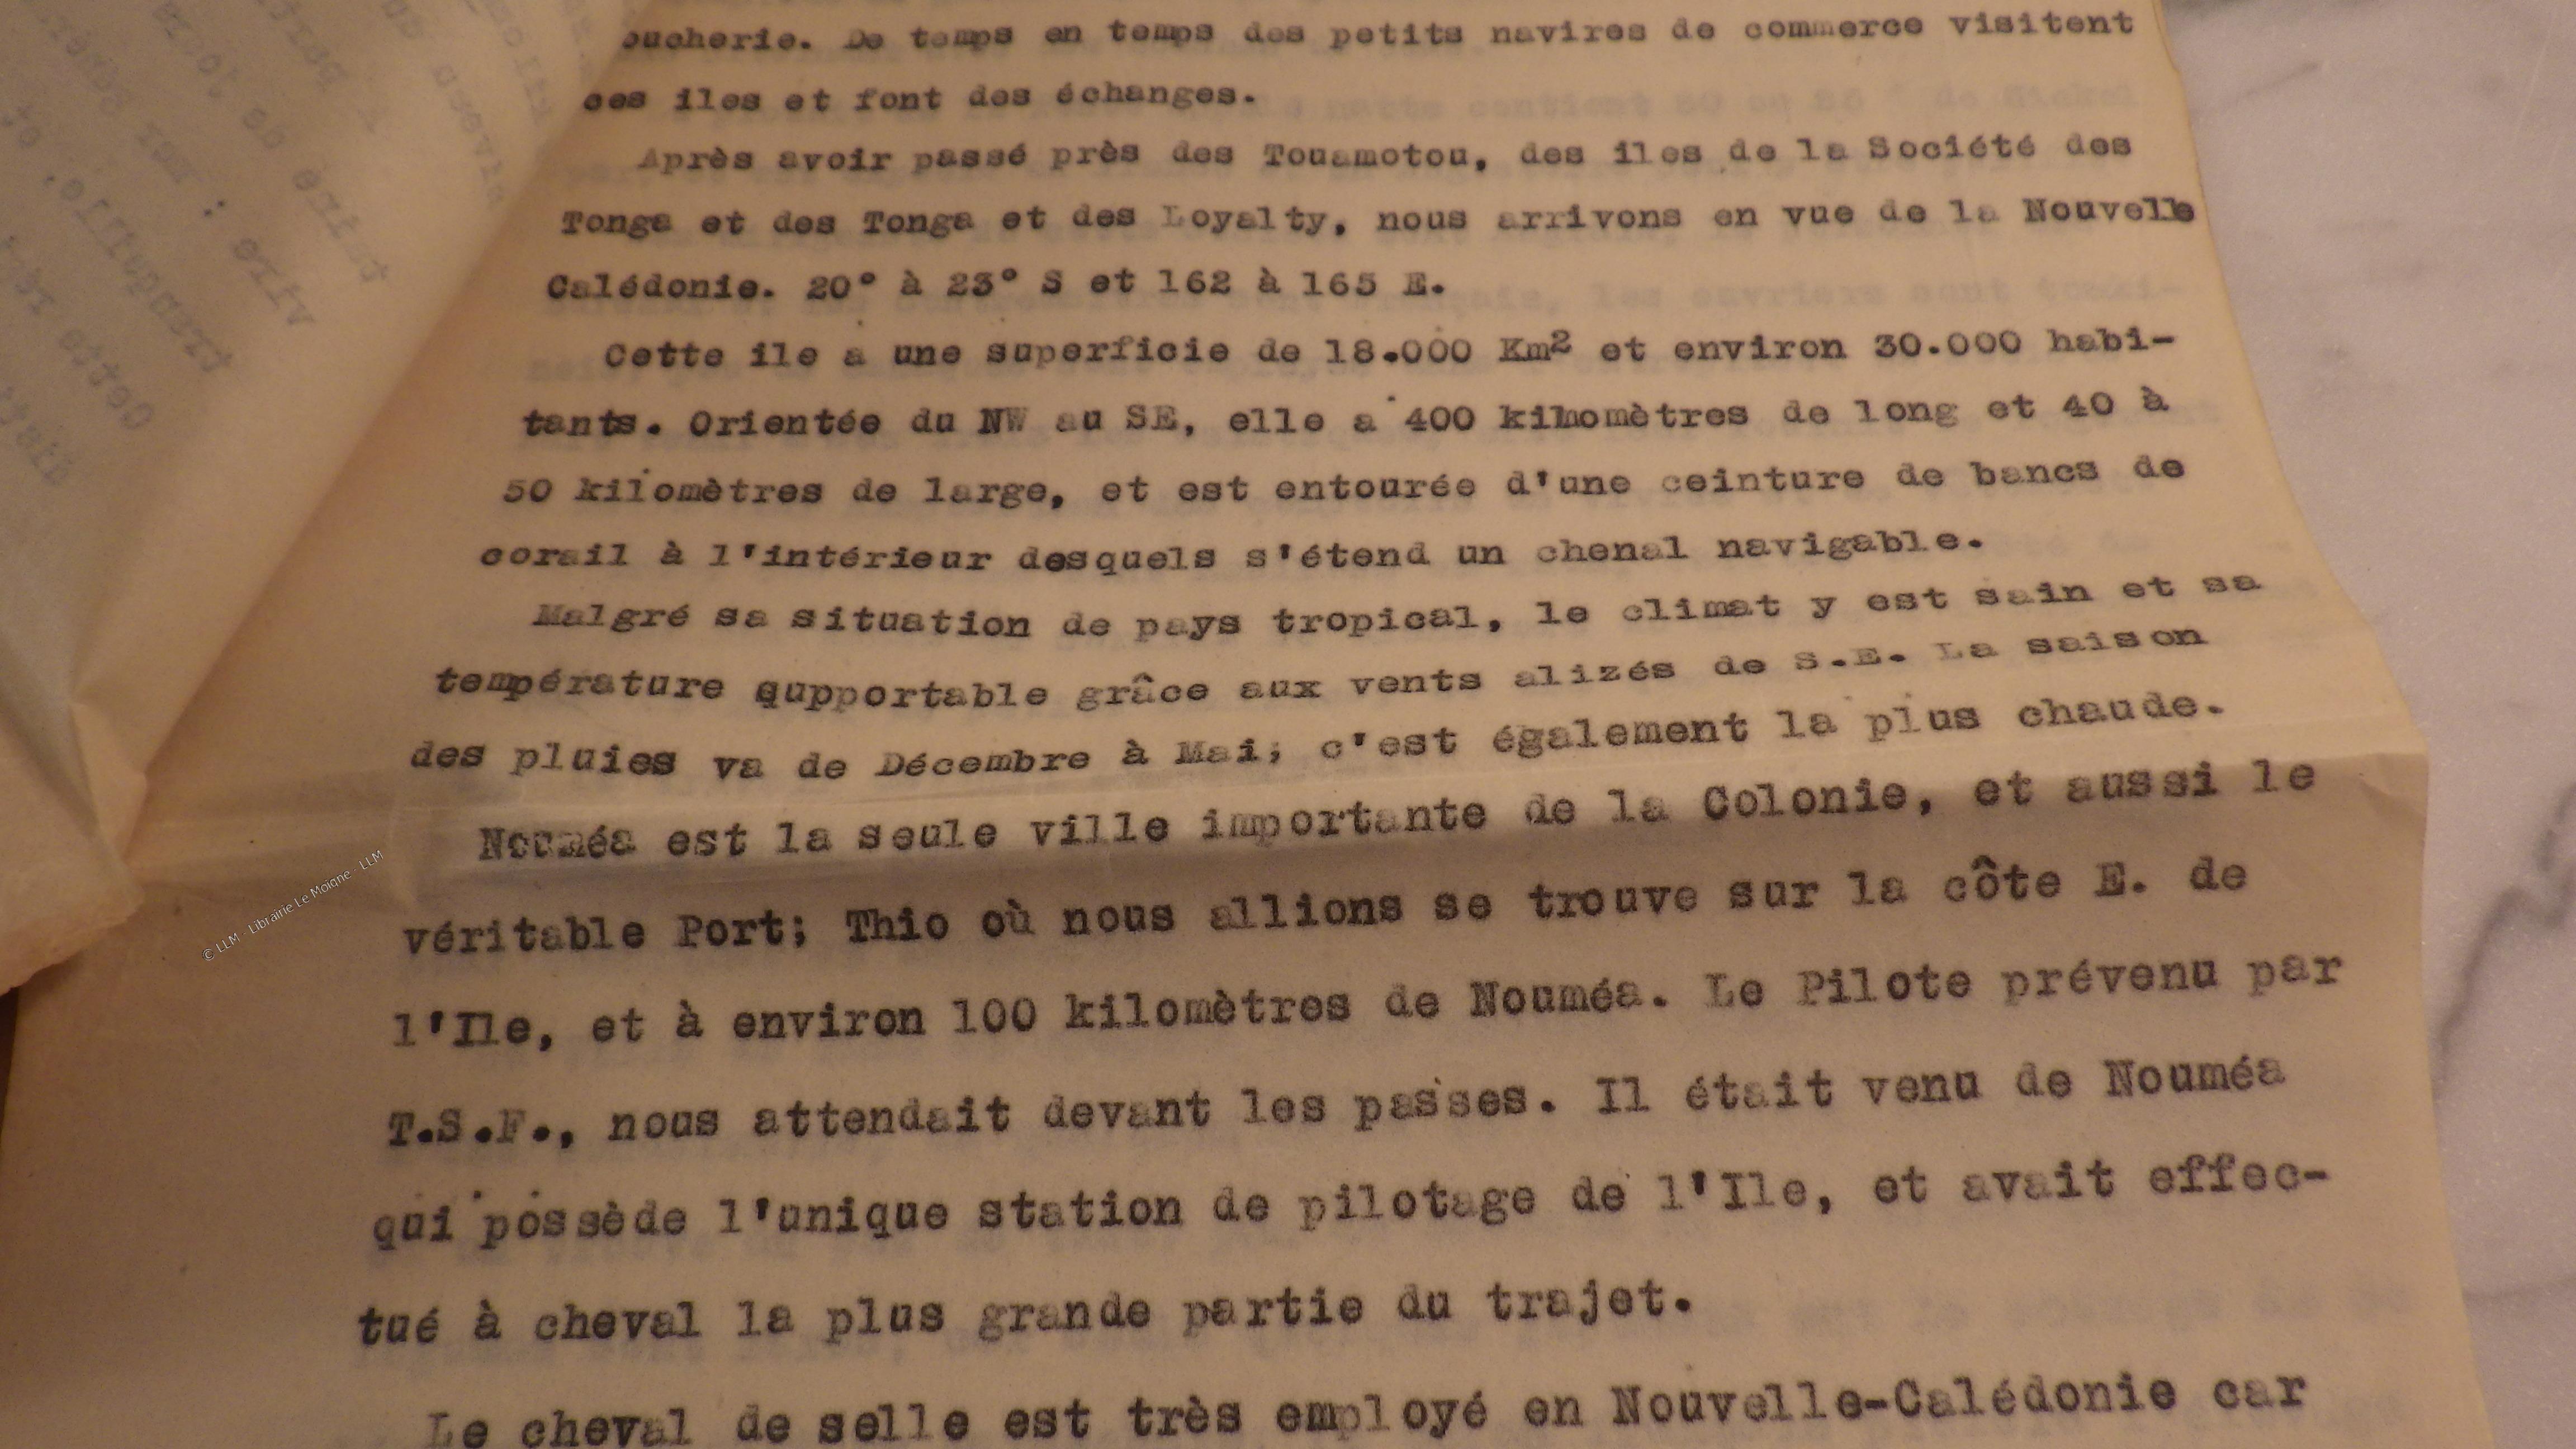 oucherie. De temps en temps des petits navires de commerce visitent
ces iles et font des échanges.
Après avoir passé près des Touamotou, des iles de la Société des
Tonga et des Tonga et des Loyalty, nous arrivons en vue de la Nouvelle
Calédonie. 20° à 23° S et 162 à 165 E.
Cette ile a une superficie de 18.000 Km2 et environ 30.000 habi-
tants. Orientée du NW au SE, elle a 400 kilomètres de long et 40 à
50 kilomètres de large, et est entourée d'une ceinture de bancs de
corail à l'intérieur desquels s'étend un chenal navigable.
Malgré sa situation de pays tropical, le climat y est sain et sa
température qupportable grâce aux vents alizés de S.E. La saison
des pluies va de Décembre à Mai; c'est également la plus chaude.
Nouméa est la seule ville importante de la Colonie, et aussi le
véritable Port; Thio où nous allions se trouve sur la côte E. de
l'Ile, et à environ 100 kilomètres de Nouméa. Le Pilote prévenu par
T.S.F., nous attendait devant les passes. Il était venu de Nouméa
qui possède l'unique station de pilotage de l'Ile, et avait effec-
tué à cheval la plus grande partie du trajet.
Le cheval de selle est très employé en Nouvelle-Calédonie car
© LLM - Librairie Le Moigne - LLM